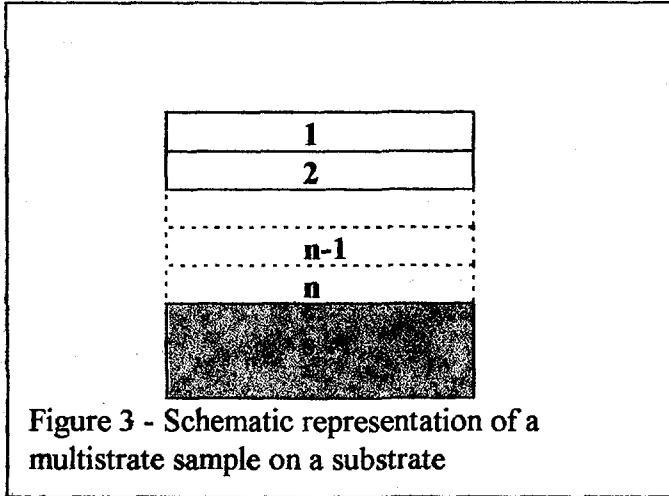 1
2
n-1
n
Figure 3 - Schematic representation of a
multistrate sample on a substrate